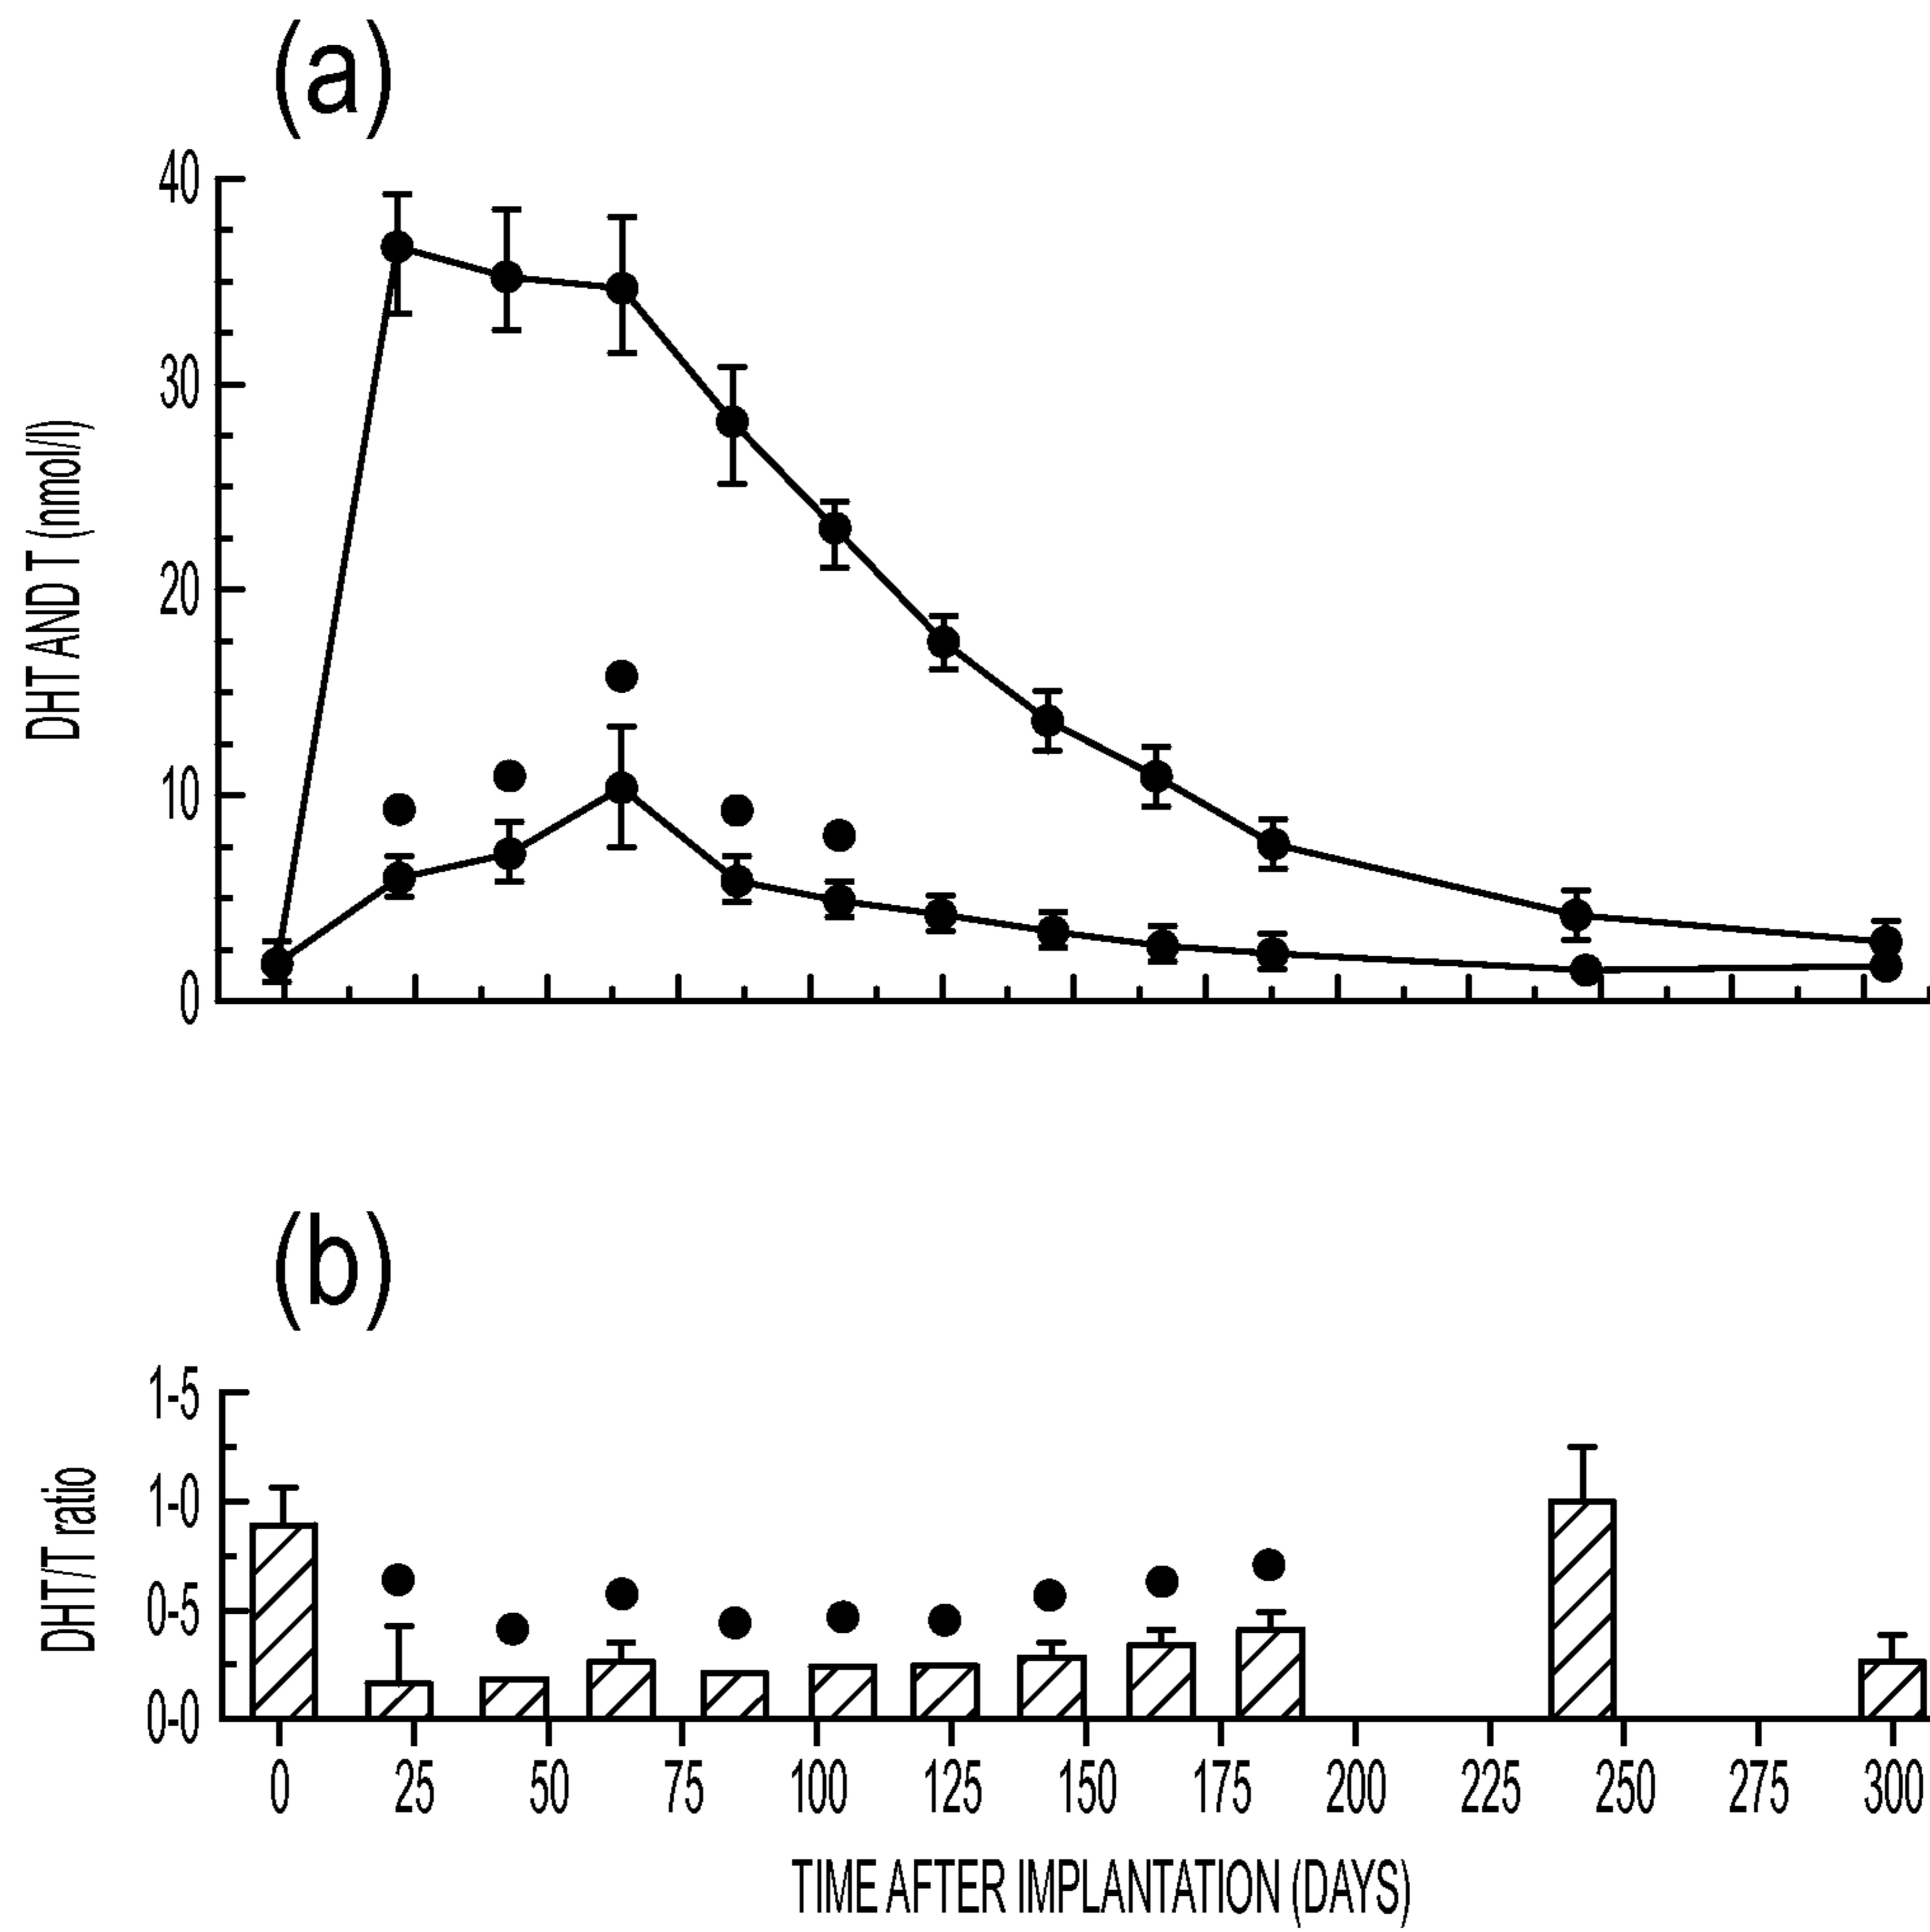 (a)
40
30
20
10
0
DHT AND T (nmol/l)
(b)
1-5
1-0
0-5
0-0
DHT/T ratio
0 25 50 75 100 125 150 175 200 225 250 275 300
TIME AFTER IMPLANTATION (DAYS)